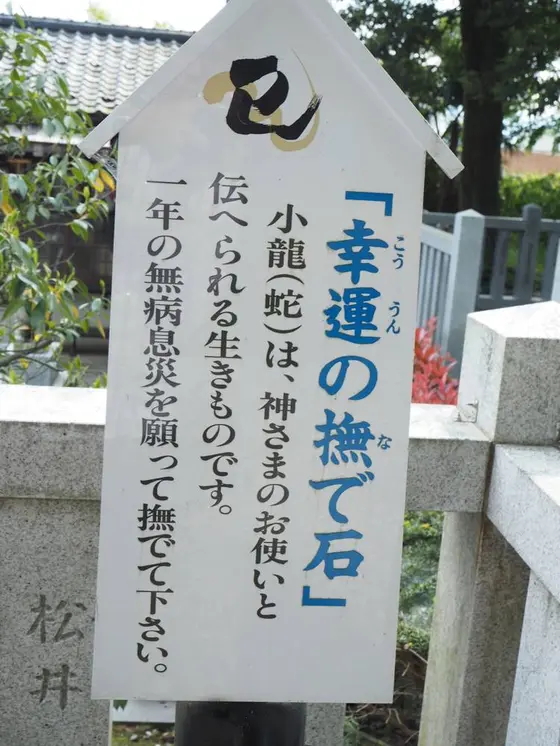 巳
「幸運の撫で石」
こううん
な
小龍(蛇)は、神さまのお使いと
伝へられる生きものです。
一年の無病息災を願って撫でて下さい。
松井